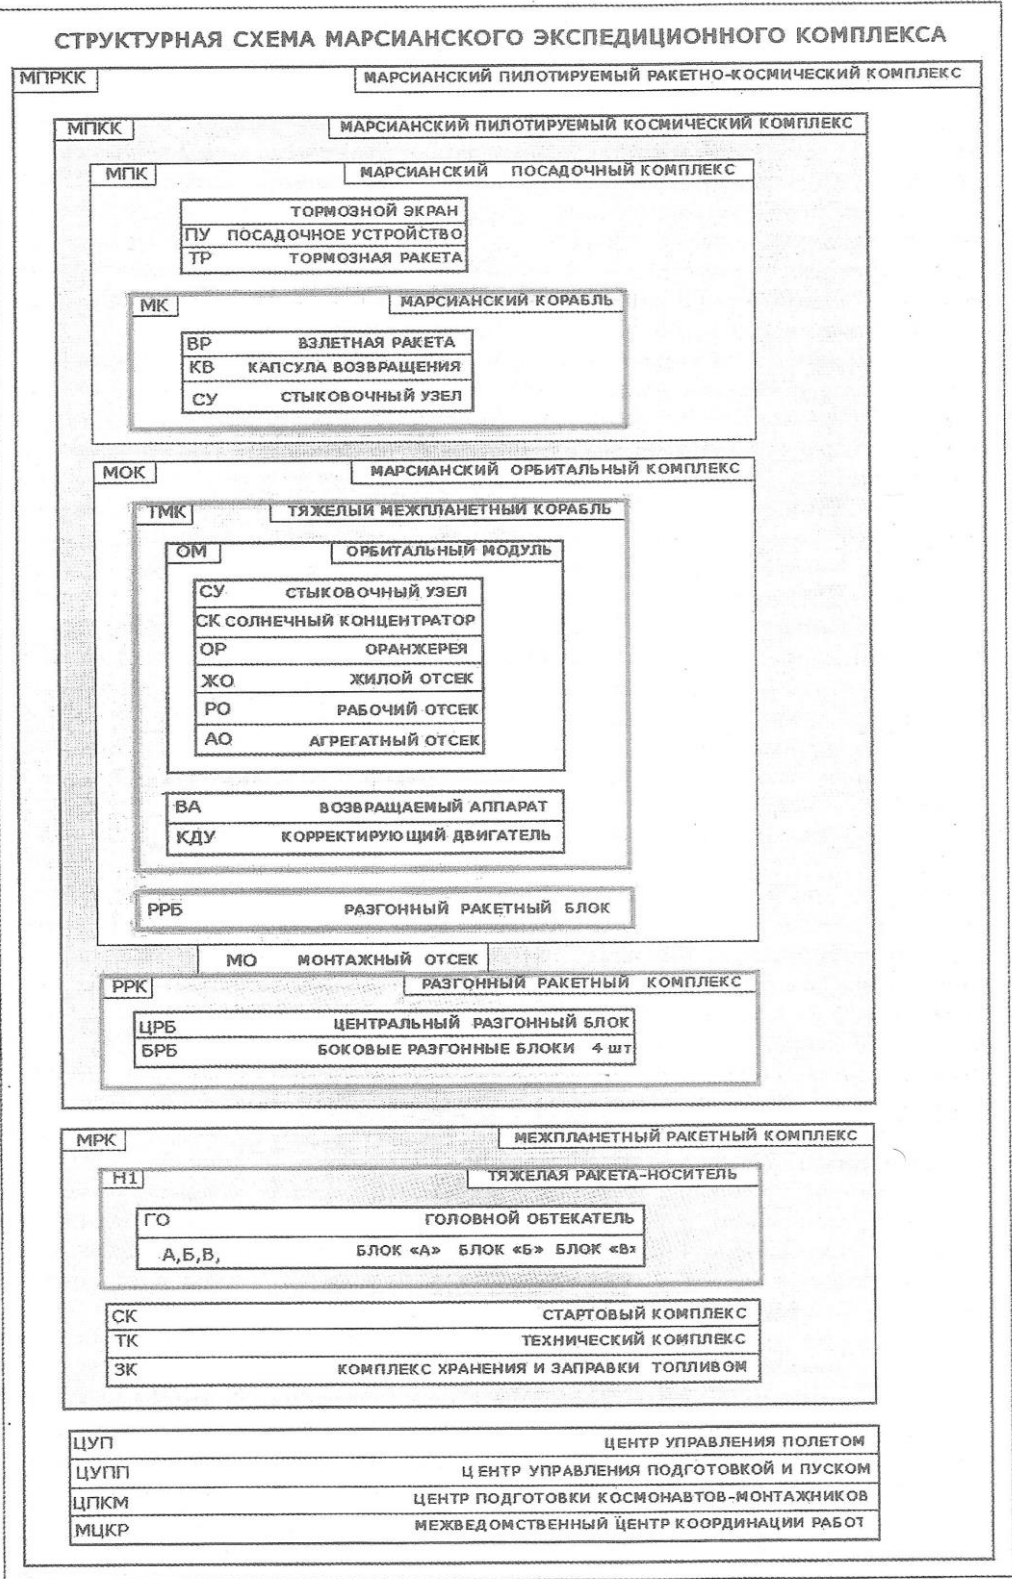 СТРУКТУРНАЯ СХЕМА МАРСИАНСКОГО ЭКСПЕДИЦИОННОГО КОМПЛЕКСА
МПРКК МАРСИАНСКИЙ ПИЛОТИРУЕМЫЙ РАКЕТНО-КОСМИЧЕСКИЙ КОМПЛЕКС
МПКК МАРСИАНСКИЙ ПИЛОТИРУЕМЫЙ КОСМИЧЕСКИЙ КОМПЛЕКС
МПК МАРСИАНСКИЙ ПОСАДОЧНЫЙ КОМПЛЕКС
ТОРМОЗНОЙ ЭКРАН
ПУ ПОСАДОЧНОЕ УСТРОЙСТВО
ТР ТОРМОЗНАЯ РАКЕТА
МК МАРСИАНСКИЙ КОРАБЛЬ
ВР ВЗЛЕТНАЯ РАКЕТА
КВ КАПСУЛА ВОЗВРАЩЕНИЯ
СУ СТЫКОВОЧНЫЙ УЗЕЛ
МОК МАРСИАНСКИЙ ОРБИТАЛЬНЫЙ КОМПЛЕКС
ТМК ТЯЖЕЛЫЙ МЕЖПЛАНЕТНЫЙ КОРАБЛЬ
ОМ ОРБИТАЛЬНЫЙ МОДУЛЬ
СУ СТЫКОВОЧНЫЙ УЗЕЛ
СК СОЛНЕЧНЫЙ КОНЦЕНТРАТОР
ОР ОРАНЖЕРЕЯ
ЖО ЖИЛОЙ ОТСЕК
РО РАБОЧИЙ ОТСЕК
АО АГРЕГАТНЫЙ ОТСЕК
ВА ВОЗВРАЩАЕМЫЙ АППАРАТ
КДУ КОРРЕКТИРУЮЩИЙ ДВИГАТЕЛЬ
РРБ РАЗГОННЫЙ РАКЕТНЫЙ БЛОК
МО МОНТАЖНЫЙ ОТСЕК
РРК РАЗГОННЫЙ РАКЕТНЫЙ КОМПЛЕКС
ЦРБ ЦЕНТРАЛЬНЫЙ РАЗГОННЫЙ БЛОК
БРБ БОКОВЫЕ РАЗГОННЫЕ БЛОКИ 4 шт
МРК МЕЖПЛАНЕТНЫЙ РАКЕТНЫЙ КОМПЛЕКС
Н1 ТЯЖЕЛАЯ РАКЕТА-НОСИТЕЛЬ
ГО ГОЛОВНОЙ ОБТЕКАТЕЛЬ
А,Б,В, БЛОК «А» БЛОК «Б» БЛОК «В»
СК СТАРТОВЫЙ КОМПЛЕКС
ТК ТЕХНИЧЕСКИЙ КОМПЛЕКС
ЗК КОМПЛЕКС ХРАНЕНИЯ И ЗАПРАВКИ ТОПЛИВОМ
ЦУП ЦЕНТР УПРАВЛЕНИЯ ПОЛЕТОМ
ЦУПП ЦЕНТР УПРАВЛЕНИЯ ПОДГОТОВКОЙ И ПУСКОМ
ЦПКМ ЦЕНТР ПОДГОТОВКИ КОСМОНАВТОВ-МОНТАЖНИКОВ
МЦКР МЕЖВЕДОМСТВЕННЫЙ ЦЕНТР КООРДИНАЦИИ РАБОТ